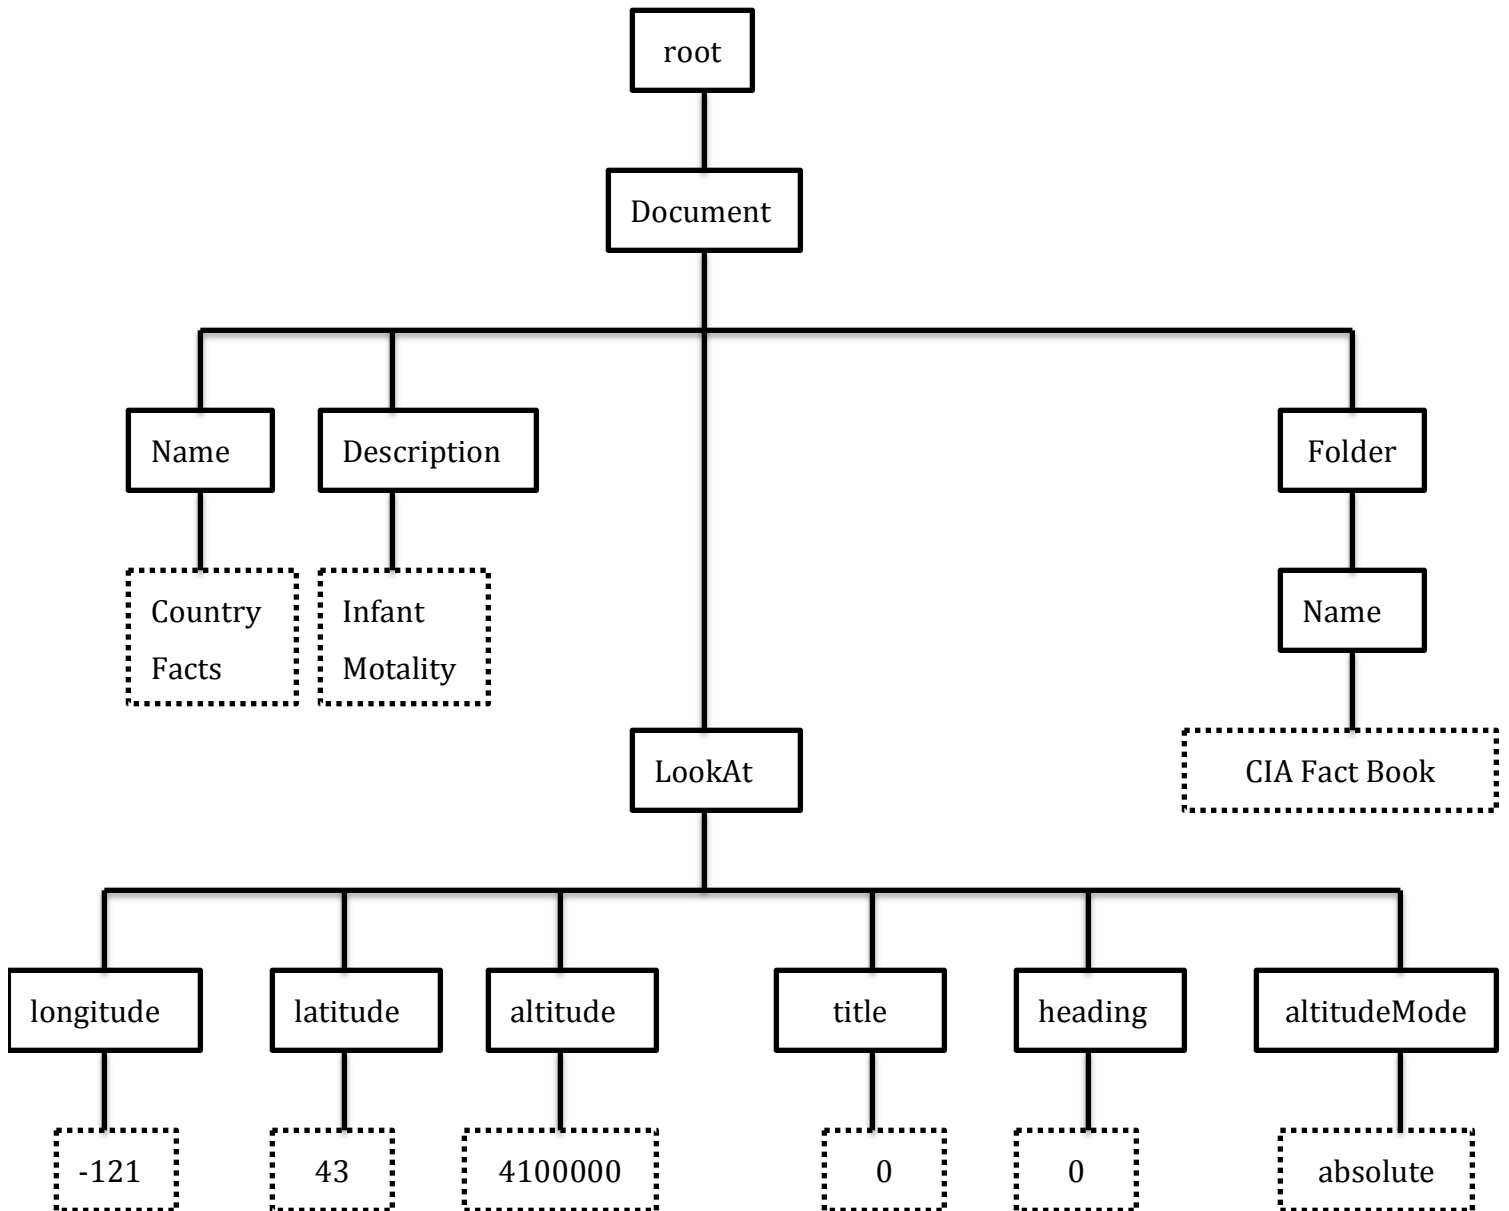 root
Document
Name
Description
Folder
Country
Facts
Infant
Motality
Name
LookAt
CIA Fact Book
longitude
latitude
altitude
title
heading
altitudeMode
-121
43
4100000
0
0
absolute